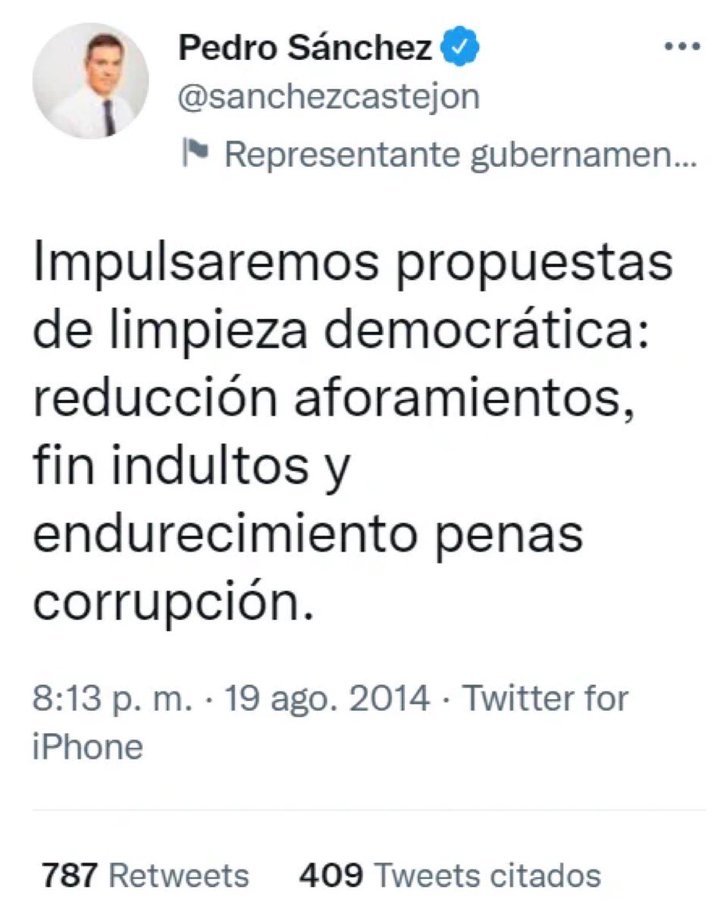 Pedro Sánchez
@sanchezcastejon
Representante gubernamen...
Impulsaremos propuestas
de limpieza democrática:
reducción aforamientos,
fin indultos y
endurecimiento penas
corrupción.
8:13 p. m. · 19 ago. 2014 · Twitter for
iPhone
787 Retweets 409 Tweets citados